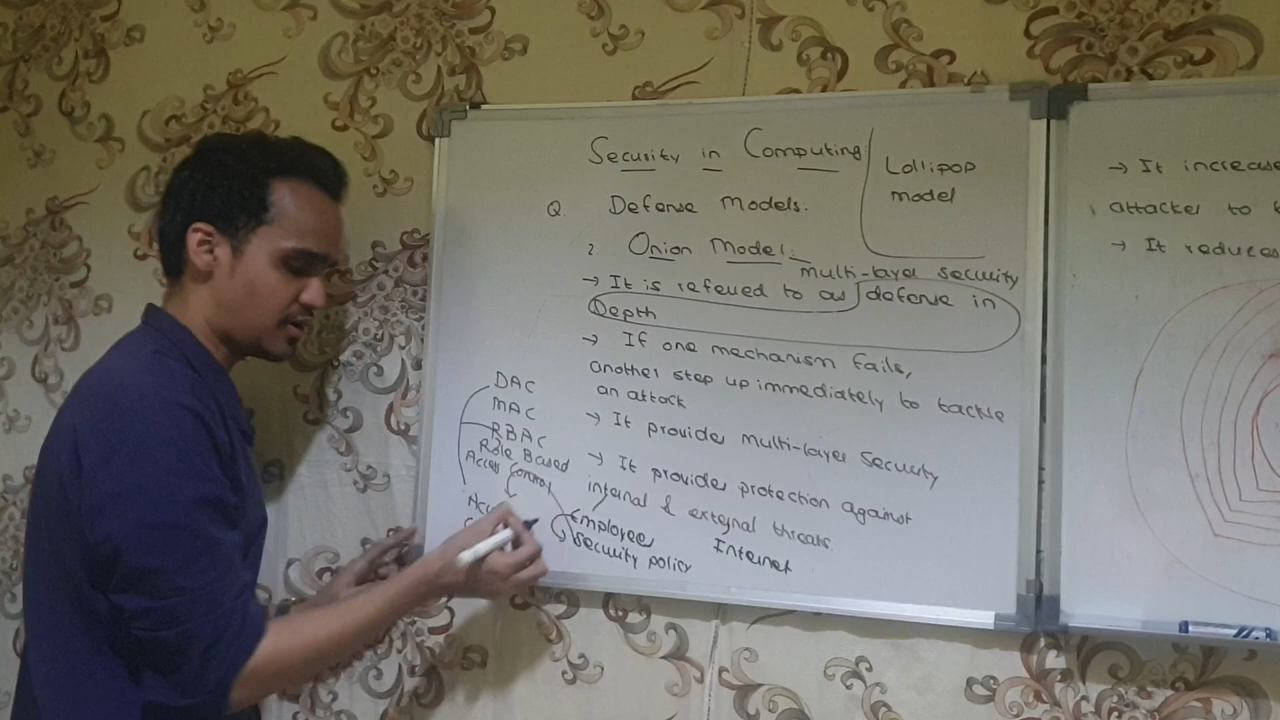 Security in Computing
Lollipop
model
Q. Defense Models.
2 Onion Model:
multi-layer security
→ It is refered to as defense in
Depth
→ If one mechanism fails,
another step up immediately to tackle
an attack
→ It provides multi-layer security
→ It provides protection against
internal & external threats.
Employee Internet
Security policy
DAC
MAC
RBAC
Role Based
Access Control
→ It increase
attacker to
→ It reduces